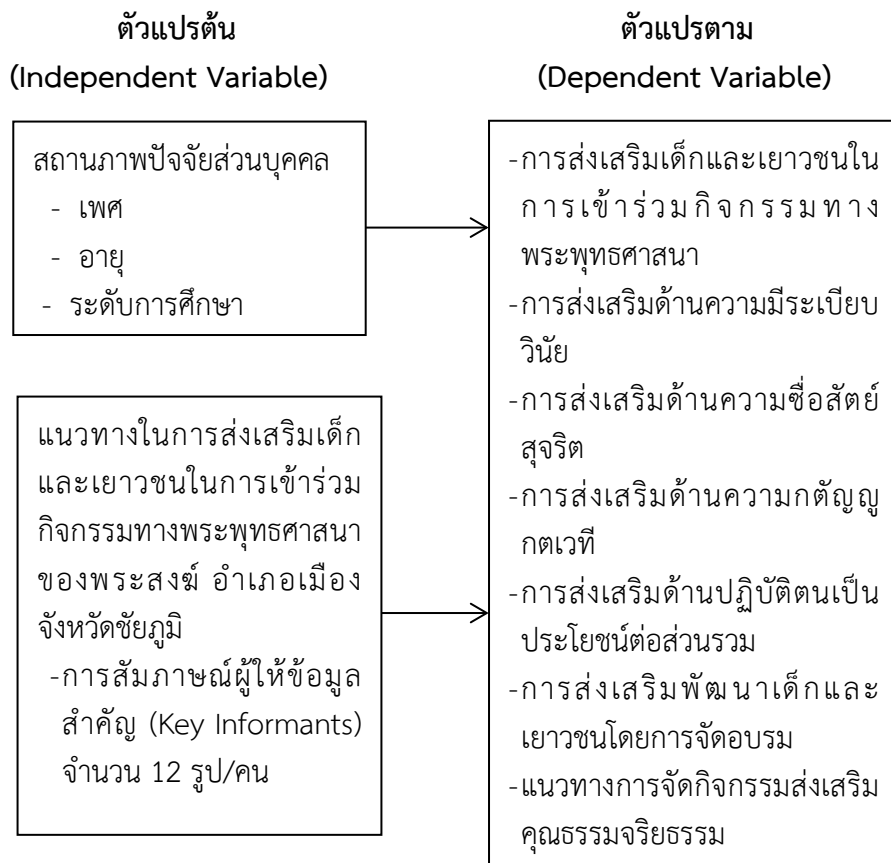 ตัวแปรต้น
(Independent Variable)
สถานภาพปัจจัยส่วนบุคคล
- เพศ
- อายุ
- ระดับการศึกษา
แนวทางในการส่งเสริมเด็ก
และเยาวชนในการเข้าร่วม
กิจกรรมทางพระพุทธศาสนา
ของพระสงฆ์ อำเภอเมือง
จังหวัดชัยภูมิ
-การสัมภาษณ์ผู้ให้ข้อมูล
สำคัญ (Key Informants)
จำนวน 12 รูป/คน
ตัวแปรตาม
(Dependent Variable)
-การส่งเสริมเด็กและเยาวชนใน
การเข้าร่วมกิจกรรมทาง
พระพุทธศาสนา
-การส่งเสริมด้านความมีระเบียบ
วินัย
-การส่งเสริมด้านความซื่อสัตย์
สุจริต
-การส่งเสริมด้านความกตัญญู
กตเวที
-การส่งเสริมด้านปฏิบัติตนเป็น
ประโยชน์ต่อส่วนรวม
-การส่งเสริมพัฒนาเด็กและ
เยาวชนโดยการจัดอบรม
-แนวทางการจัดกิจกรรมส่งเสริม
คุณธรรมจริยธรรม